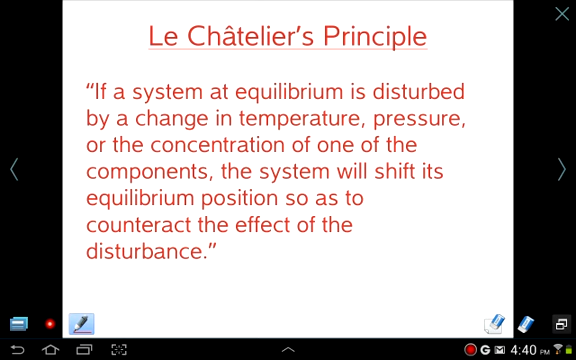 Le Châtelier's Principle
“If a system at equilibrium is disturbed
by a change in temperature, pressure,
or the concentration of one of the
components, the system will shift its
equilibrium position so as to
counteract the effect of the
disturbance.”
G 4:40 PM